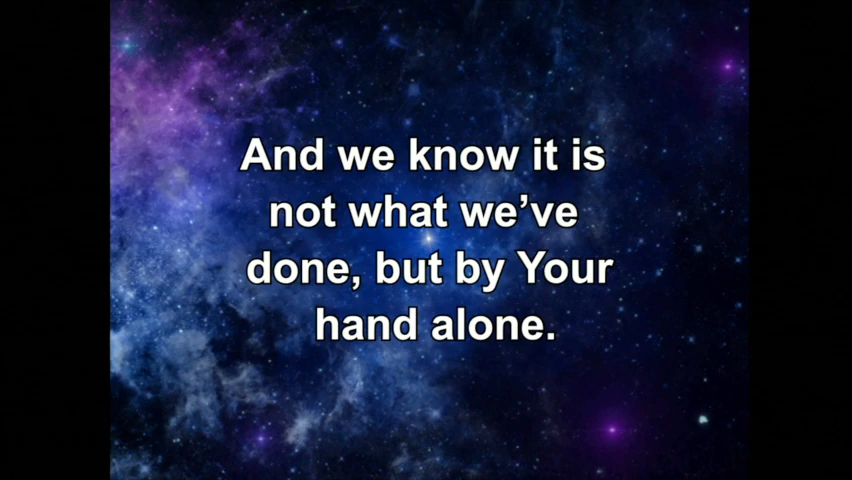 And we know it is
not what we’ve
done, but by Your
hand alone.